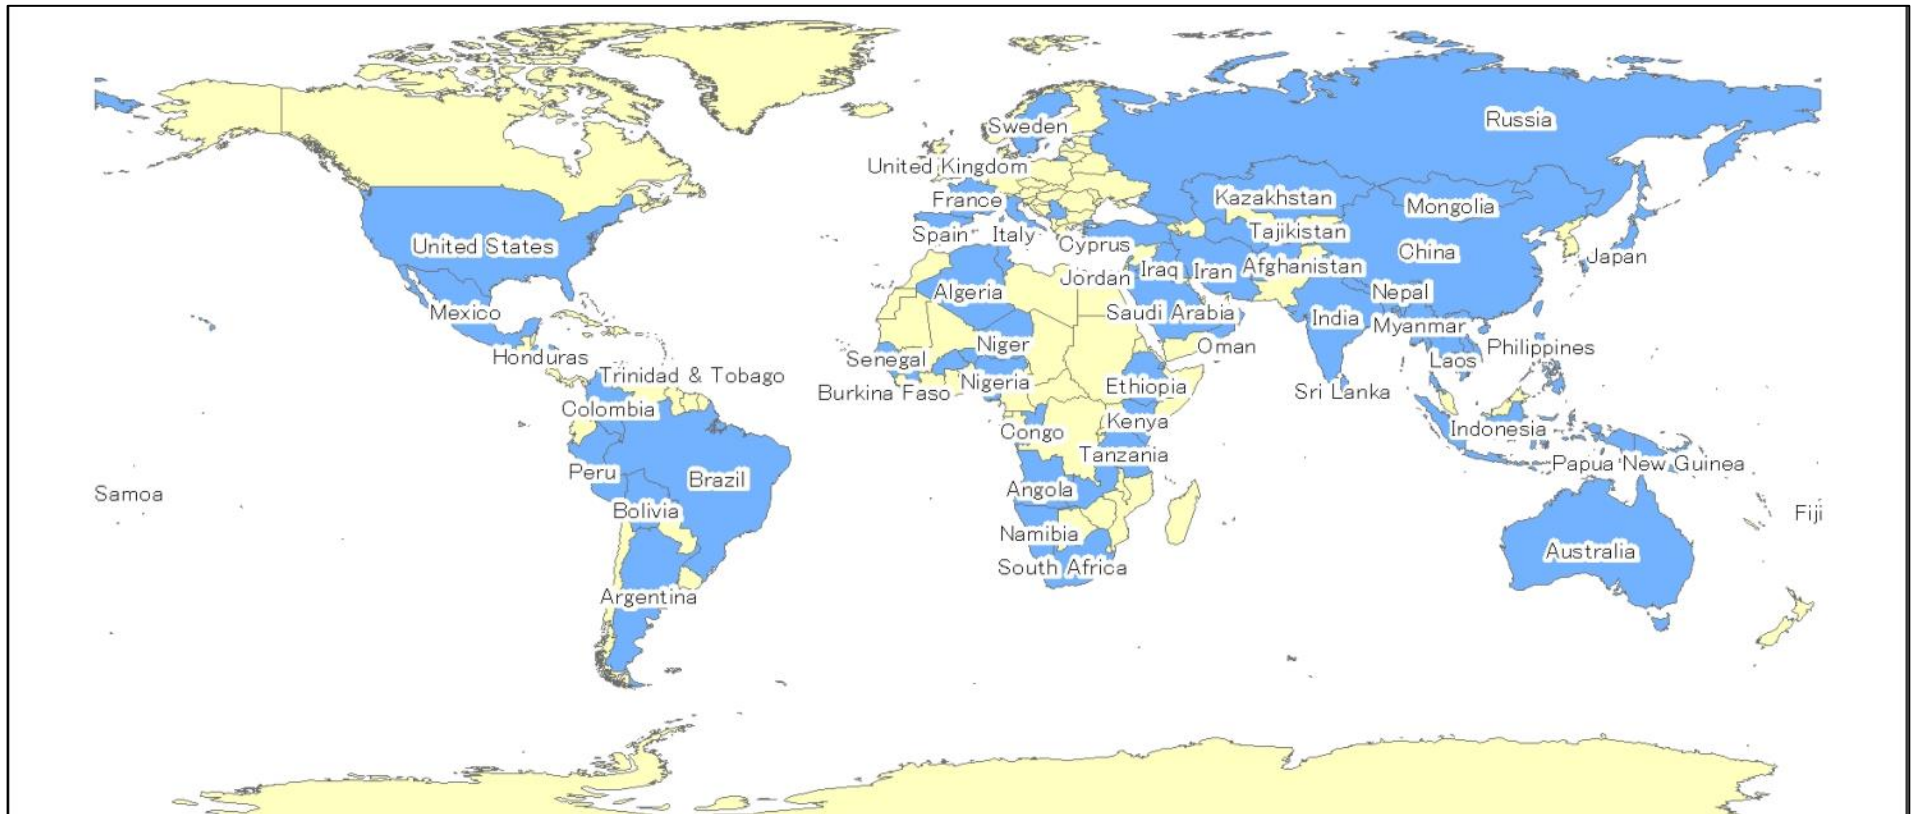 Russia
Sweden
United Kingdom
Kazakhstan
France
Mongolia
Tajikistan
Spain
Italy
Cyprus
United States
China
Japan
Iraq
Iran
Afghanistan
Jordan
Algeria
Nepal
Mexico
Saudi Arabia
India
Myanmar
Niger
Oman
Philippines
Honduras
Senegal
Laos
Trinidad & Tobago
Nigeria
Ethiopia
Burkina Faso
Sri Lanka
Colombia
Kenya
Congo
Indonesia
Tanzania
Papua New Guinea
Peru
Brazil
Samoa
Angola
Bolivia
Fiji
Namibia
Australia
South Africa
Argentina